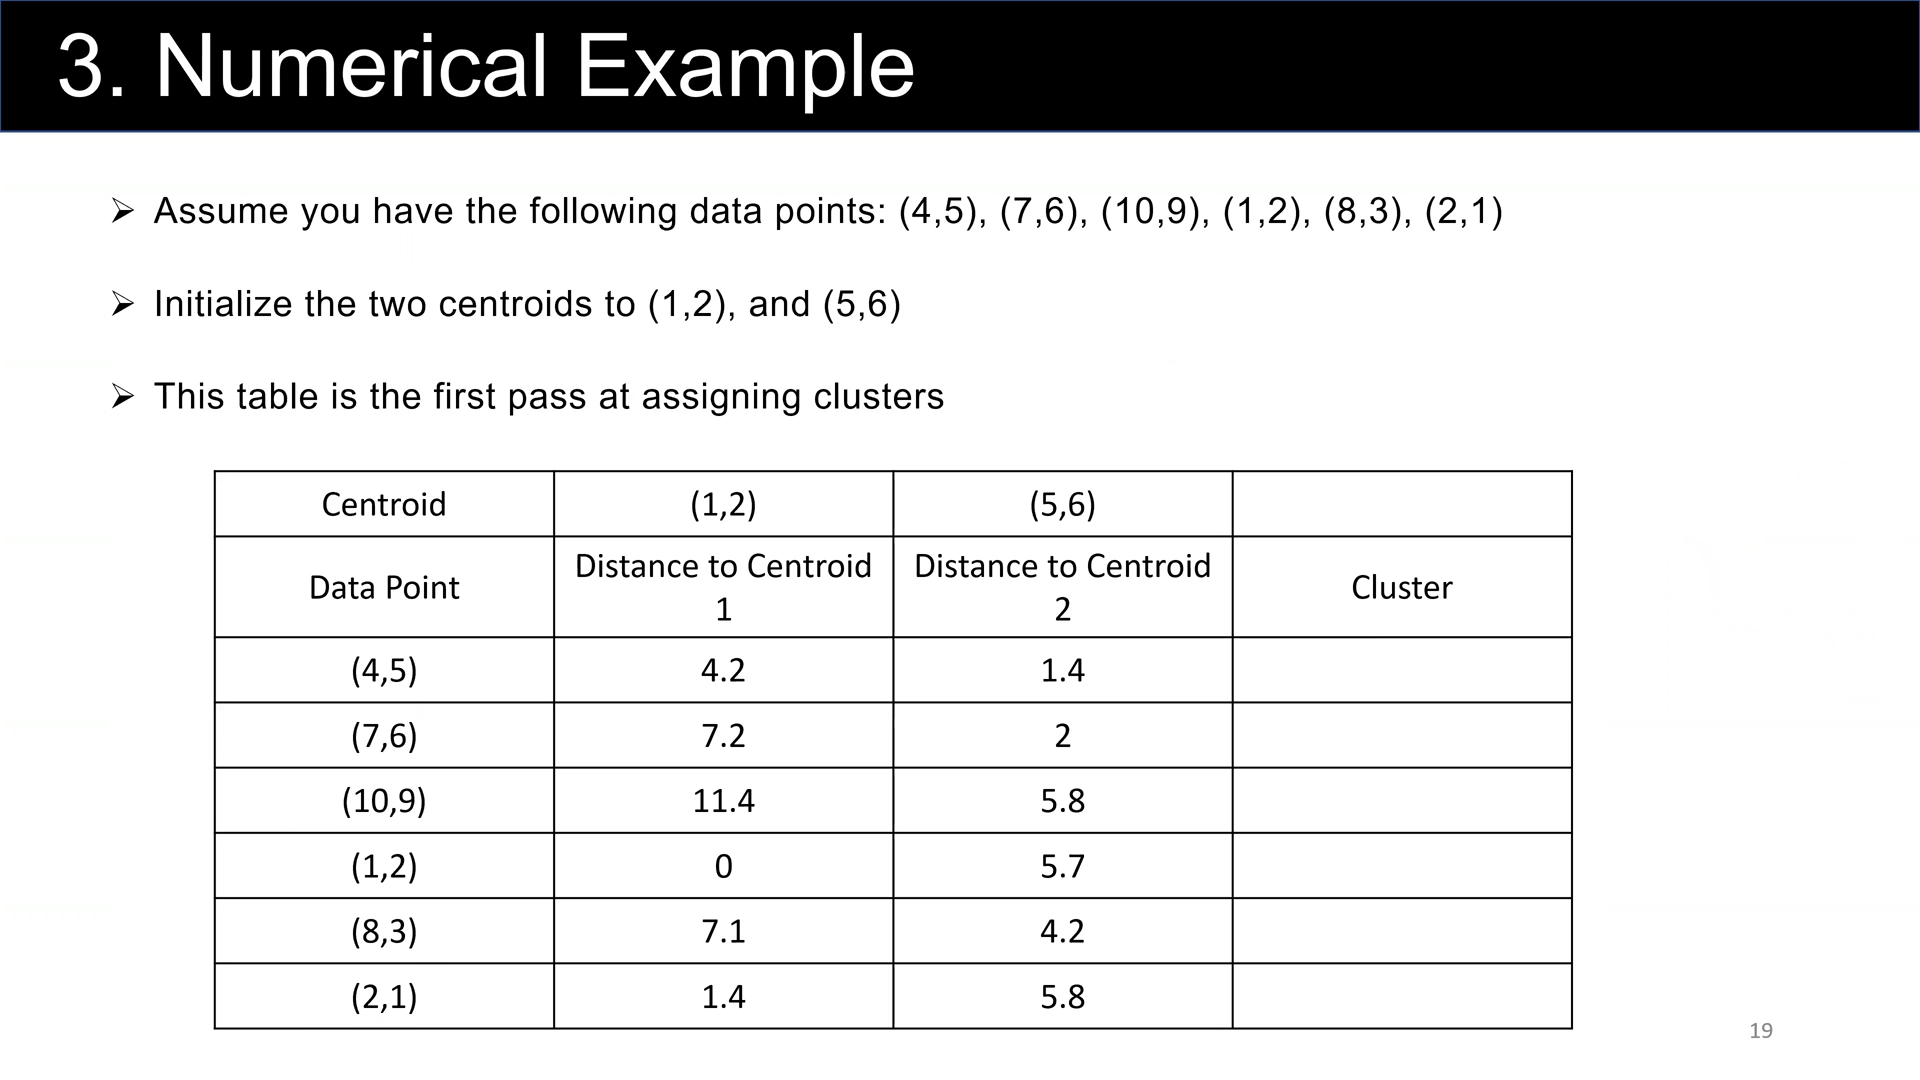 3. Numerical Example
➢ Assume you have the following data points: (4,5), (7,6), (10,9), (1,2), (8,3), (2,1)
➢ Initialize the two centroids to (1,2), and (5,6)
➢ This table is the first pass at assigning clusters
Centroid (1,2) (5,6)
Data Point Distance to Centroid 1 Distance to Centroid 2 Cluster
(4,5) 4.2 1.4
(7,6) 7.2 2
(10,9) 11.4 5.8
(1,2) 0 5.7
(8,3) 7.1 4.2
(2,1) 1.4 5.8
19